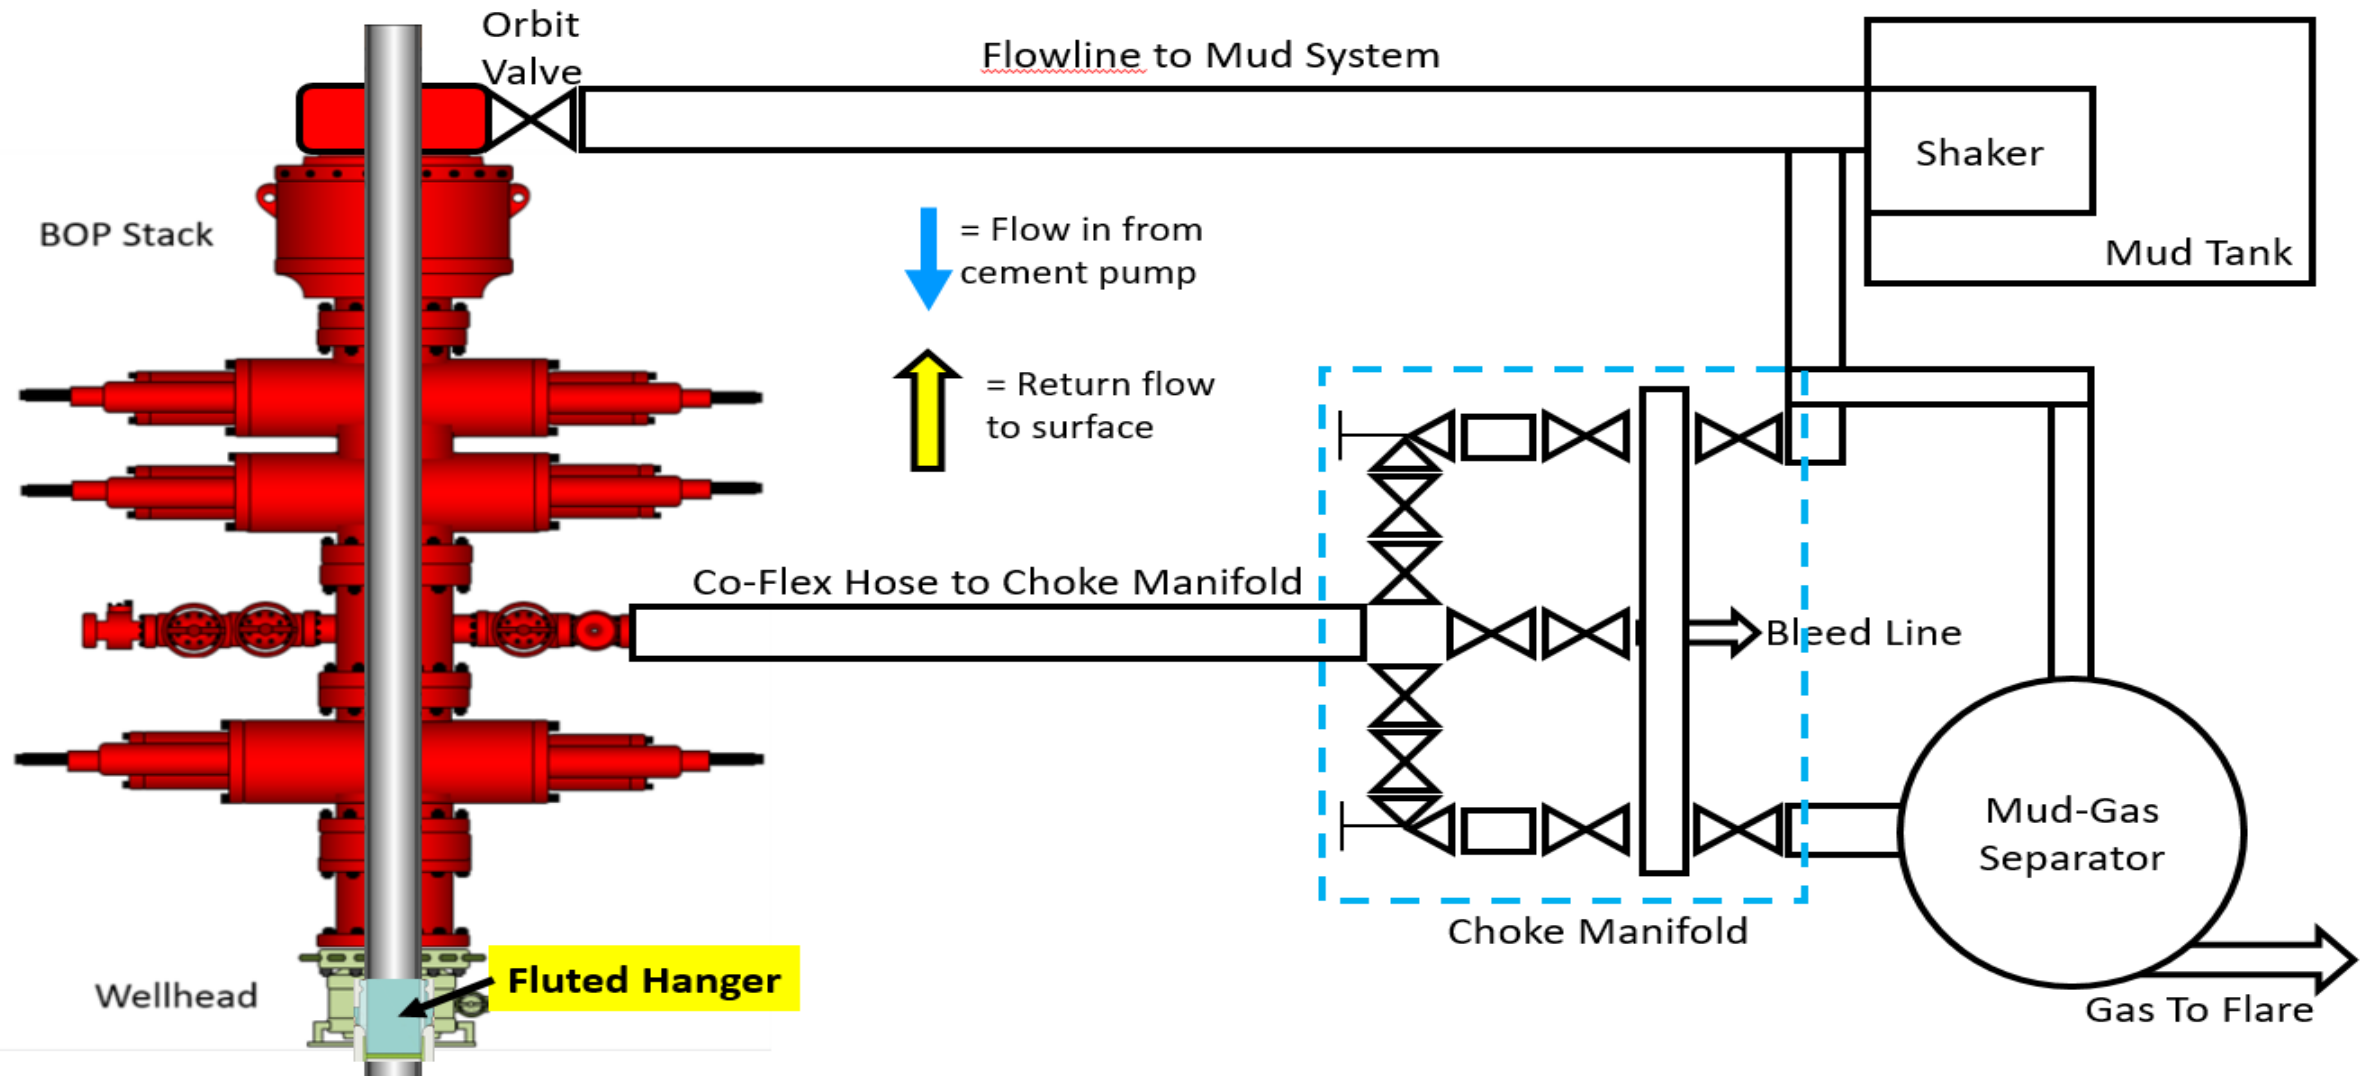 Orbit
Valve
Flowline to Mud System
Shaker
Mud Tank
BOP Stack
= Flow in from
cement pump
= Return flow
to surface
Co-Flex Hose to Choke Manifold
Bleed Line
Mud-Gas
Separator
Choke Manifold
Fluted Hanger
Wellhead
Gas To Flare